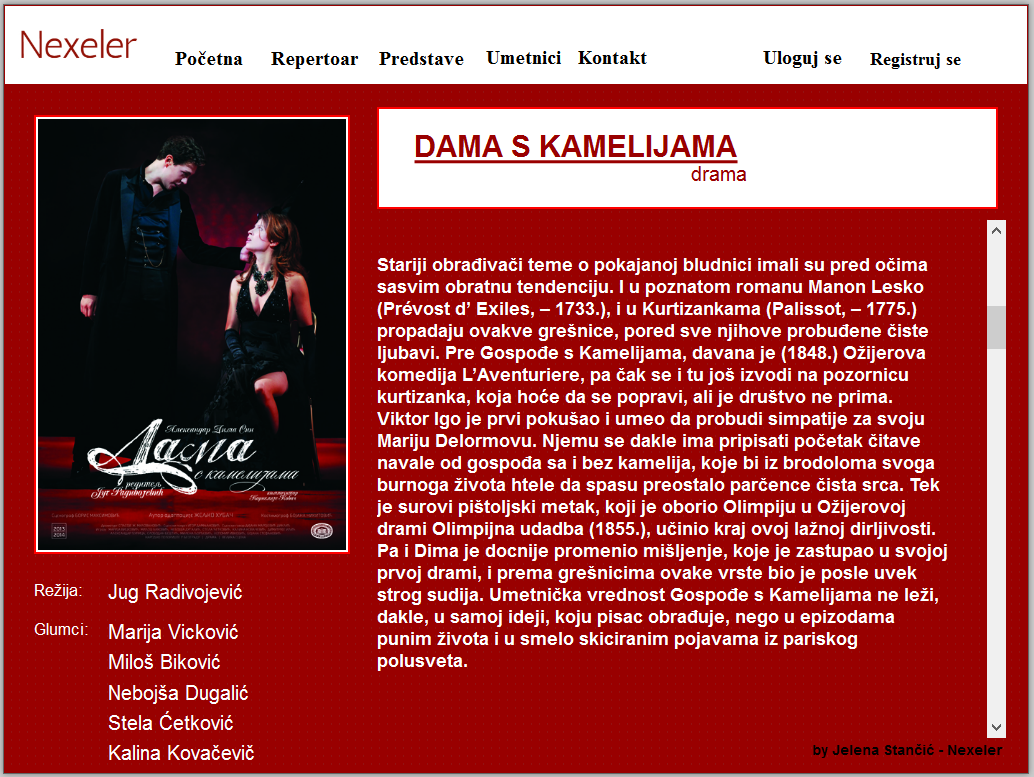 Nexeler
Početna Repertoar Predstave Umetnici Kontakt Uloguj se Registruj se
DAMA S KAMELIJAMA
drama
Александар Дима Син
Дама
с камелијама
редитељ
Југ Радивојевић
2013
2014
Režija: Jug Radivojević
Glumci: Marija Vicković
Miloš Biković
Nebojša Dugalić
Stela Ćetković
Kalina Kovačevič
Stariji obrađivači teme o pokajanoj bludnici imali su pred očima
sasvim obratnu tendenciju. I u poznatom romanu Manon Lesko
(Prévost d’ Exiles, – 1733.), i u Kurtizankama (Palissot, – 1775.)
propadaju ovakve grešnice, pored sve njihove probuđene čiste
ljubavi. Pre Gospođe s Kamelijama, davana je (1848.) Ožijerova
komedija L’Aventuriere, pa čak se i tu još izvodi na pozornicu
kurtizanka, koja hoće da se popravi, ali je društvo ne prima.
Viktor Igo je prvi pokušao i umeo da probudi simpatije za svoju
Mariju Delormovu. Njemu se dakle ima pripisati početak čitave
navale od gospođa sa i bez kamelija, koje bi iz brodoloma svoga
burnoga života htele da spasu preostalo parčence čista srca. Tek
je surovi pištoljski metak, koji je oborio Olimpiju u Ožijerovoj
drami Olimpijna udadba (1855.), učinio kraj ovoj lažnoj dirljivosti.
Pa i Dima je docnije promenio mišljenje, koje je zastupao u svojoj
prvoj drami, i prema grešnicima ovake vrste bio je posle uvek
strog sudija. Umetnička vrednost Gospođe s Kamelijama ne leži,
dakle, u samoj ideji, koju pisac obrađuje, nego u epizodama
punim života i u smelo skiciranim pojavama iz pariskog
polusveta.
by Jelena Stančić - Nexeler